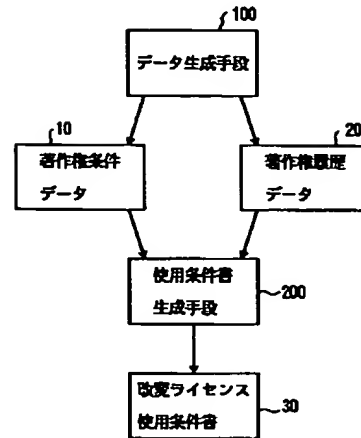 100
データ生成手段
10
著作権条件
データ
20
著作権履歴
データ
使用条件書
生成手段
200
改変ライセンス
使用条件書
30